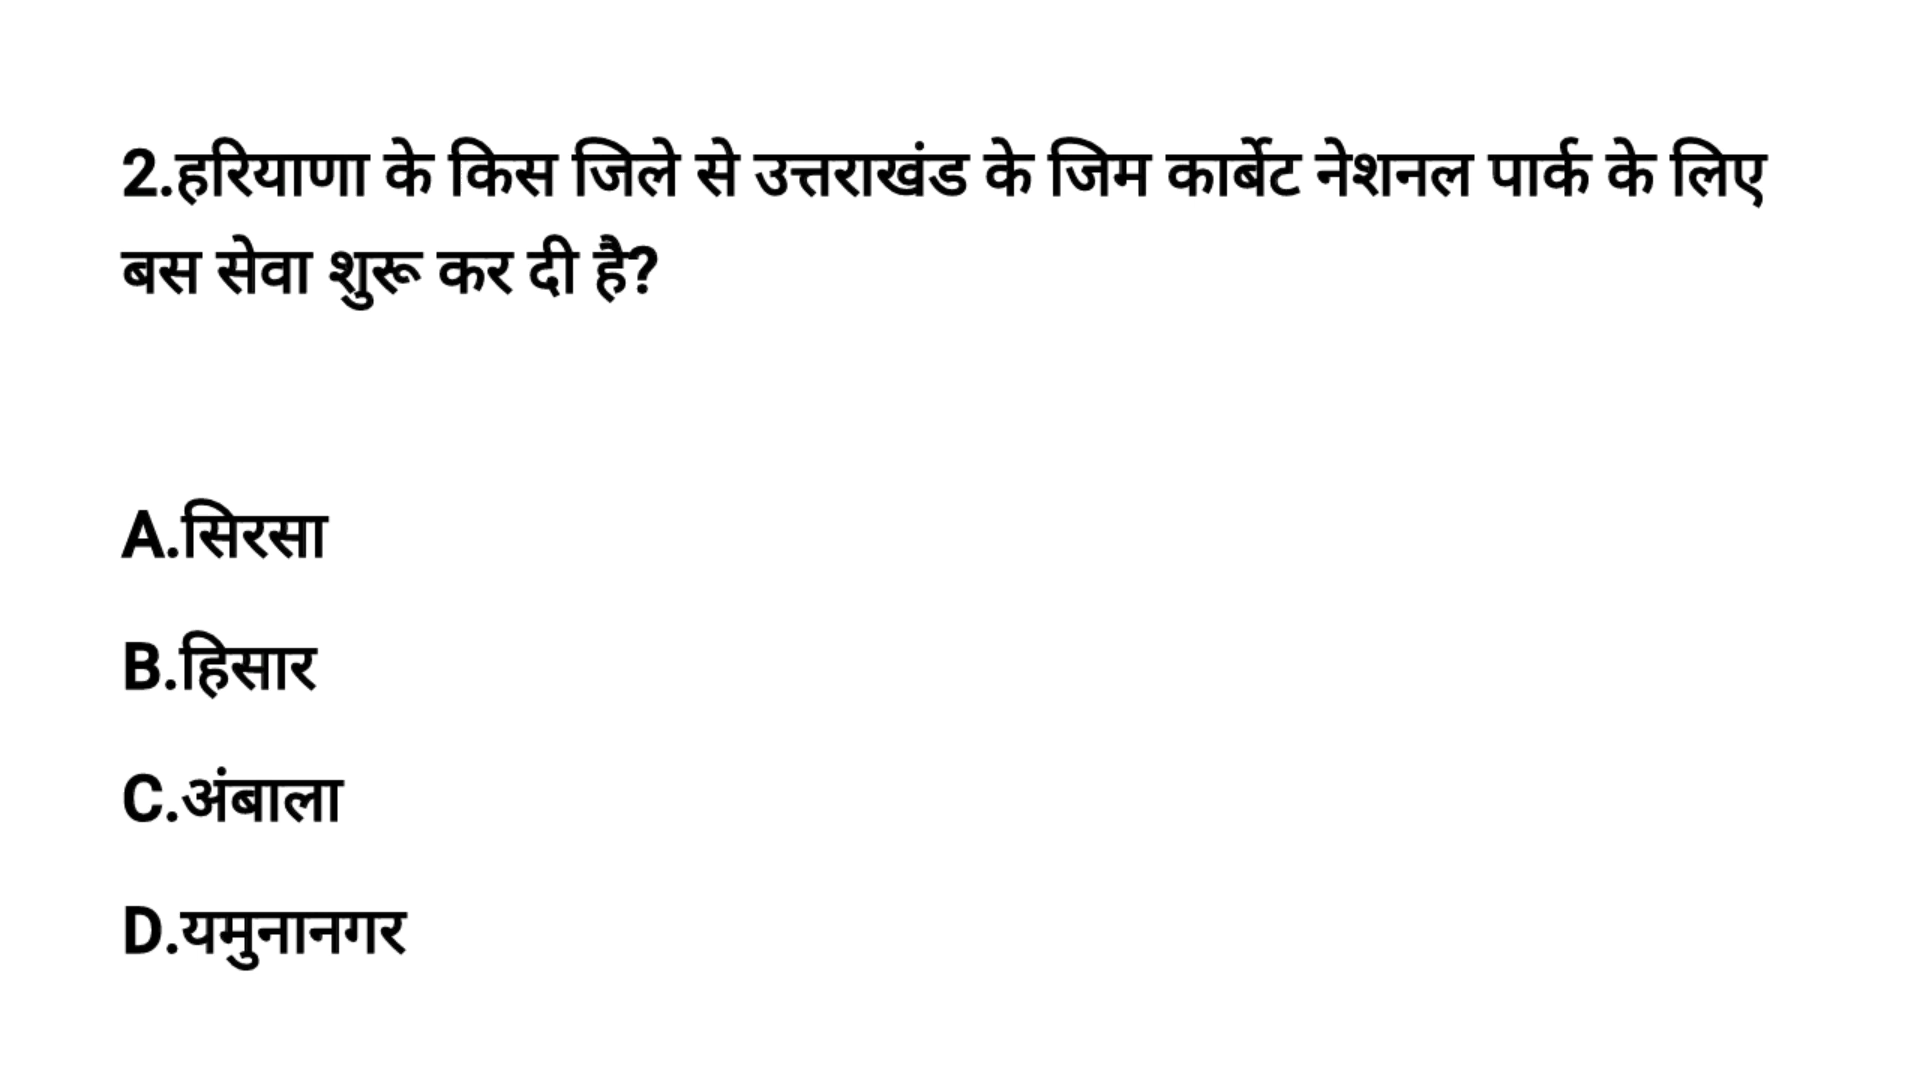 2.हरियाणा के किस जिले से उत्तराखंड के जिम कार्बेट नेशनल पार्क के लिए
बस सेवा शुरू कर दी है?
A.सिरसा
B.हिसार
C.अंबाला
D.यमुनानगर